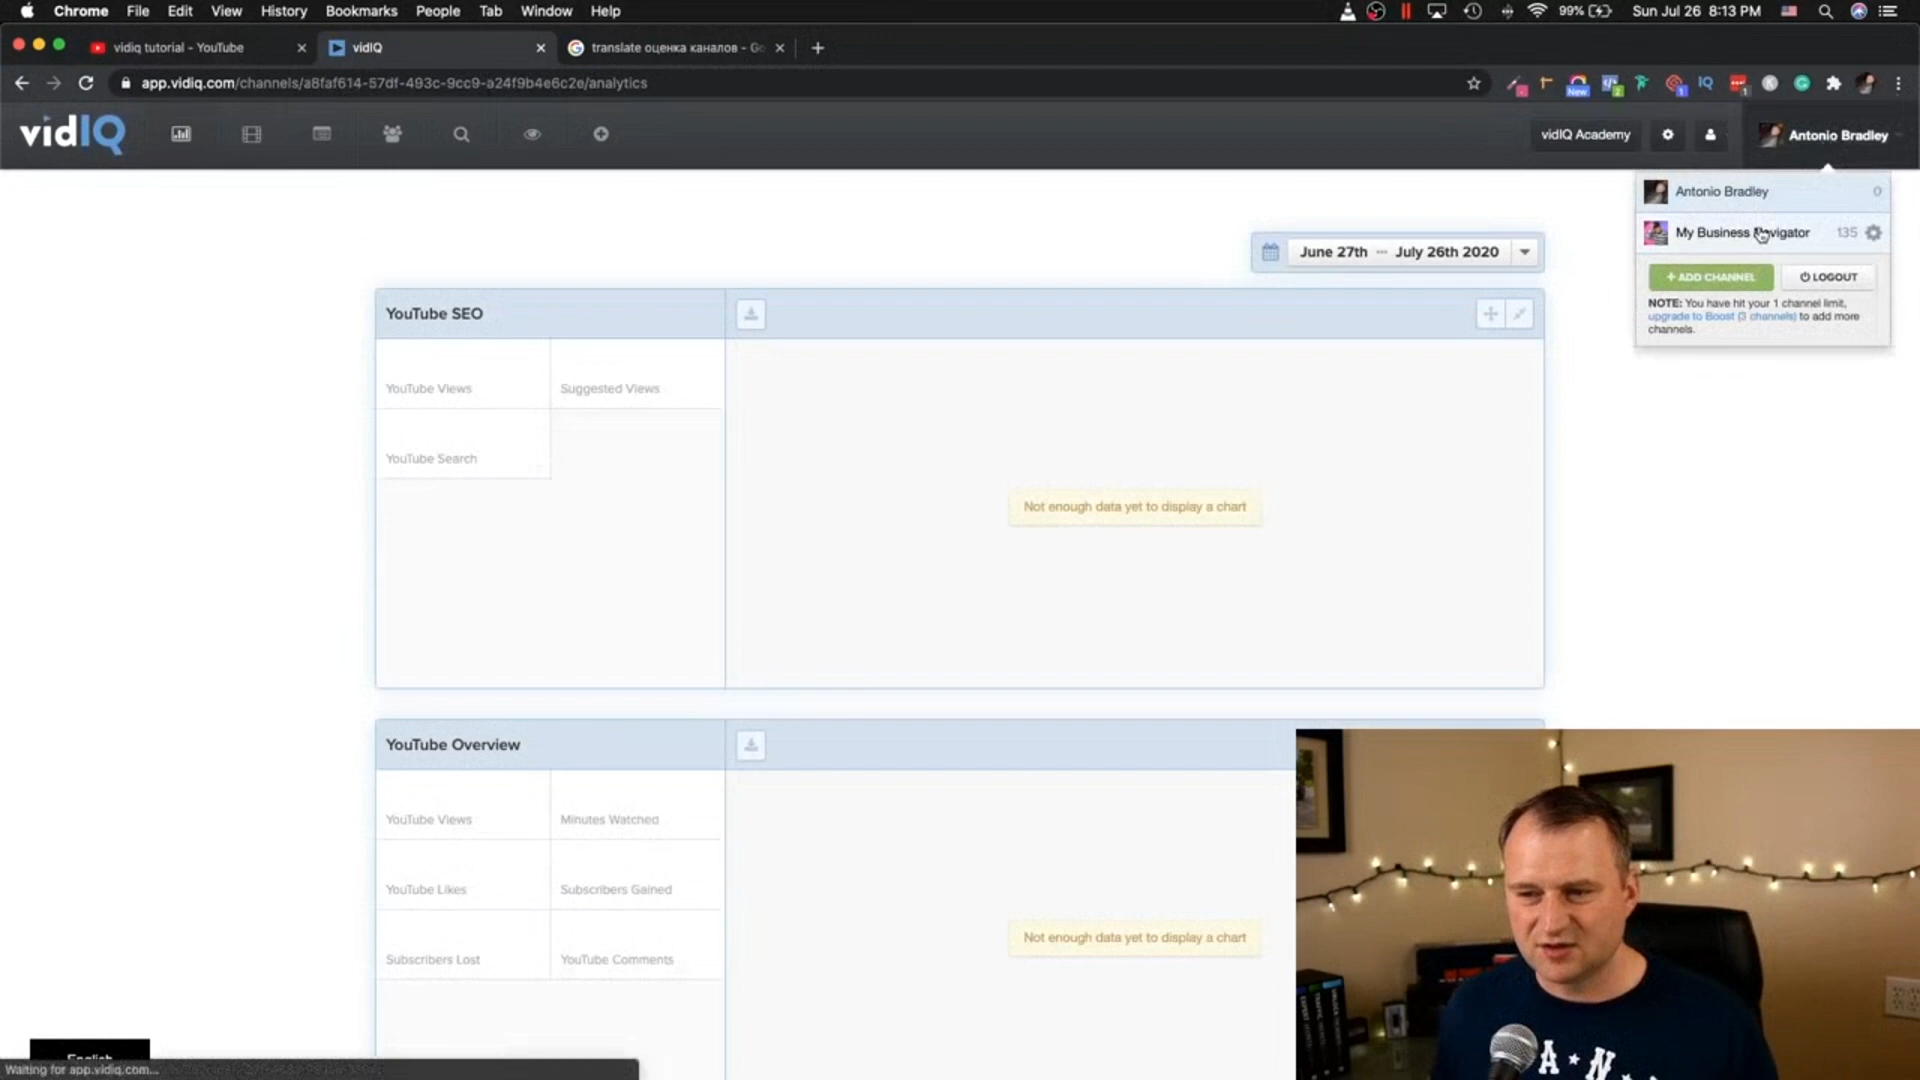 Chrome File Edit View History Bookmarks People Tab Window Help
99% Sun Jul 26 8:13 PM
vidiq tutorial - YouTube
vidIQ
translate оценка каналов - Go
app.vidiq.com/channels/a8faf614-57df-493c-9cc9-a24f9b4e6c2e/analytics
New
IQ
vidIQ
vidIQ Academy
Antonio Bradley
Antonio Bradley 0
My Business Navigator 135
+ ADD CHANNEL
LOGOUT
NOTE: You have hit your 1 channel limit,
upgrade to Boost (3 channels) to add more
channels.
June 27th — July 26th 2020
YouTube SEO
YouTube Views
Suggested Views
YouTube Search
Not enough data yet to display a chart
YouTube Overview
YouTube Views
Minutes Watched
YouTube Likes
Subscribers Gained
Subscribers Lost
YouTube Comments
Not enough data yet to display a chart
English
Waiting for app.vidiq.com...